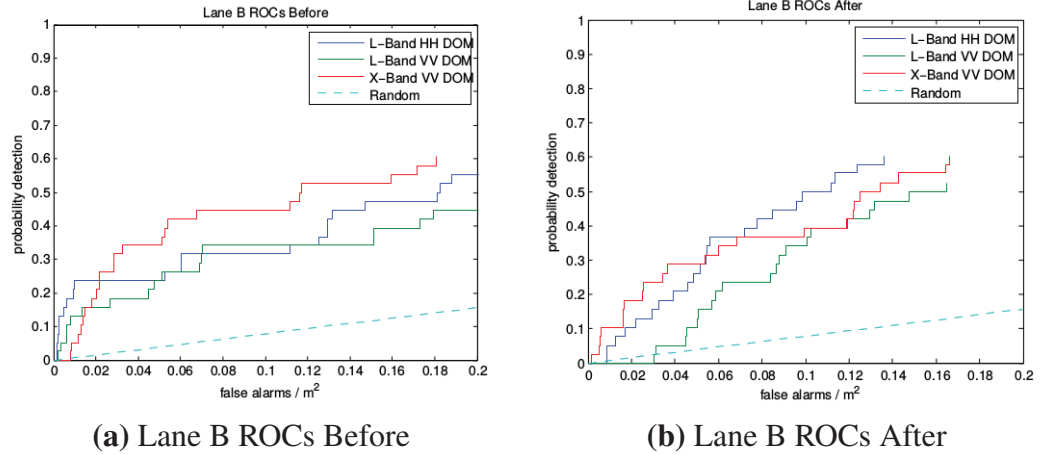 Lane B ROCs Before
probability detection
1
0.9
0.8
0.7
0.6
0.5
0.4
0.3
0.2
0.1
0
L-Band HH DOM
L-Band VV DOM
X-Band VV DOM
Random
0.02 0.04 0.06 0.08 0.1 0.12 0.14 0.16 0.18 0.2
false alarms / m²
(a) Lane B ROCs Before
Lane B ROCs After
probability detection
1
0.9
0.8
0.7
0.6
0.5
0.4
0.3
0.2
0.1
0
L-Band HH DOM
L-Band VV DOM
X-Band VV DOM
Random
0 0.02 0.04 0.06 0.08 0.1 0.12 0.14 0.16 0.18 0.2
false alarms / m²
(b) Lane B ROCs After